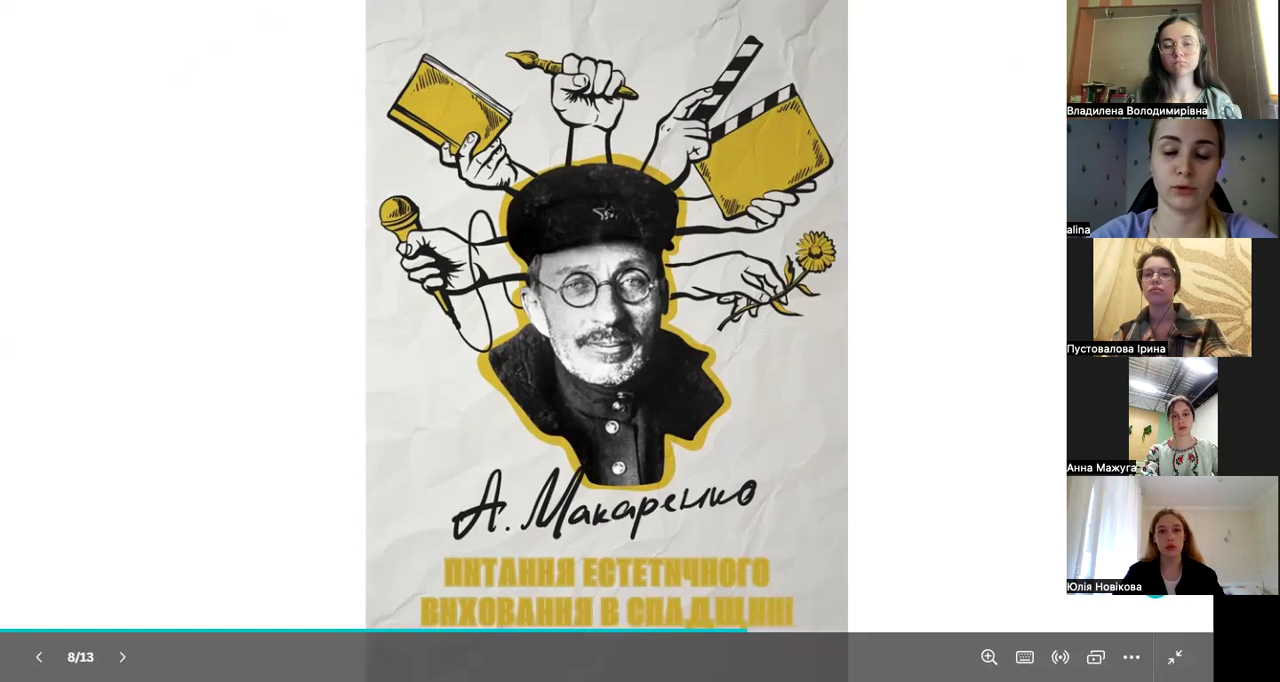 А. Макаренко
ПИТАННЯ ЕСТЕТИЧНОГО
ВИХОВАННЯ В СПАДЩИНІ
8/13
Владилена Володимирівна
alina
Пустовалова Ірина
Анна Мажуга
Юлія Новікова